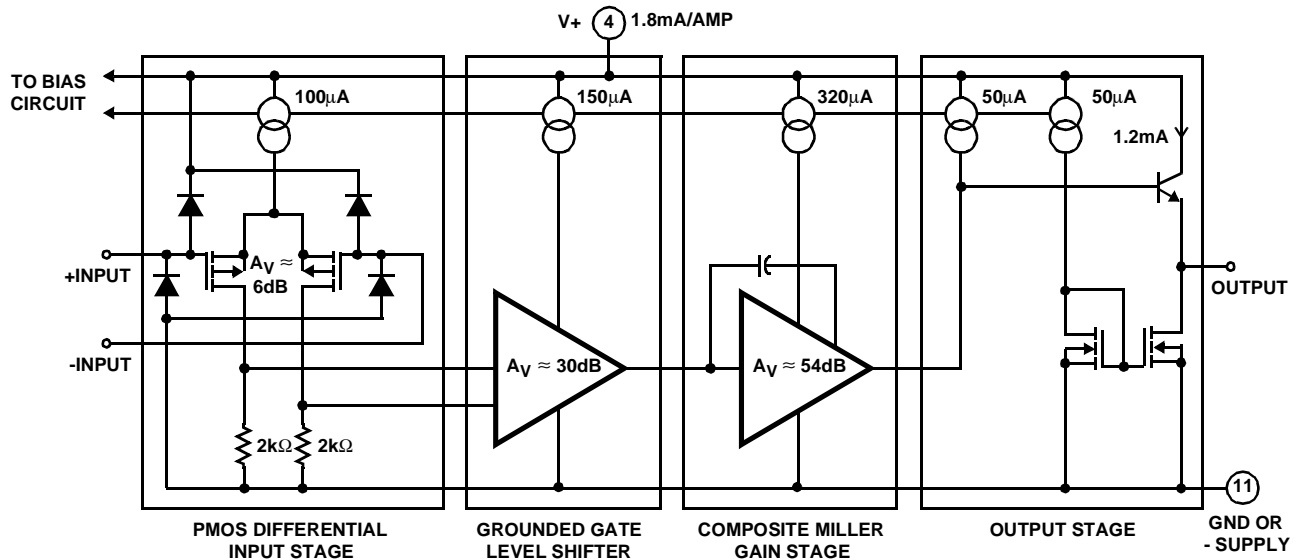 V+
4
1.8mA/AMP
TO BIAS
CIRCUIT
100μA
150μA
320μA
50μA
50μA
1.2mA
+INPUT
AV ≈
6dB
-INPUT
AV ≈ 30dB
AV ≈ 54dB
OUTPUT
2kΩ
2kΩ
11
PMOS DIFFERENTIAL
INPUT STAGE
GROUNDED GATE
LEVEL SHIFTER
COMPOSITE MILLER
GAIN STAGE
OUTPUT STAGE
GND OR
- SUPPLY